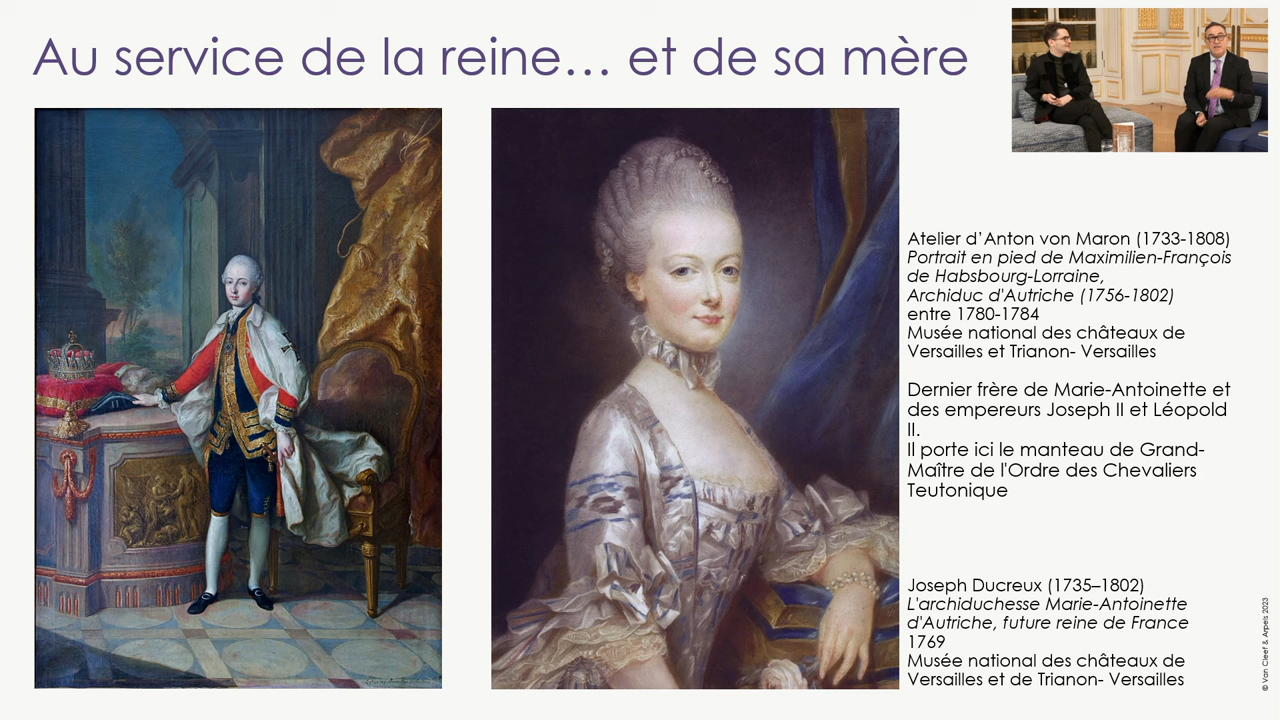 Au service de la reine… et de sa mère
Atelier d'Anton von Maron (1733-1808)
Portrait en pied de Maximilien-François
de Habsbourg-Lorraine,
Archiduc d'Autriche (1756-1802)
entre 1780-1784
Musée national des châteaux de
Versailles et Trianon- Versailles
Dernier frère de Marie-Antoinette et
des empereurs Joseph II et Léopold
II.
Il porte ici le manteau de Grand-
Maître de l'Ordre des Chevaliers
Teutonique
Joseph Ducreux (1735–1802)
L'archiduchesse Marie-Antoinette
d'Autriche, future reine de France
1769
Musée national des châteaux de
Versailles et de Trianon- Versailles
© Van Cleef & Arpels 2023